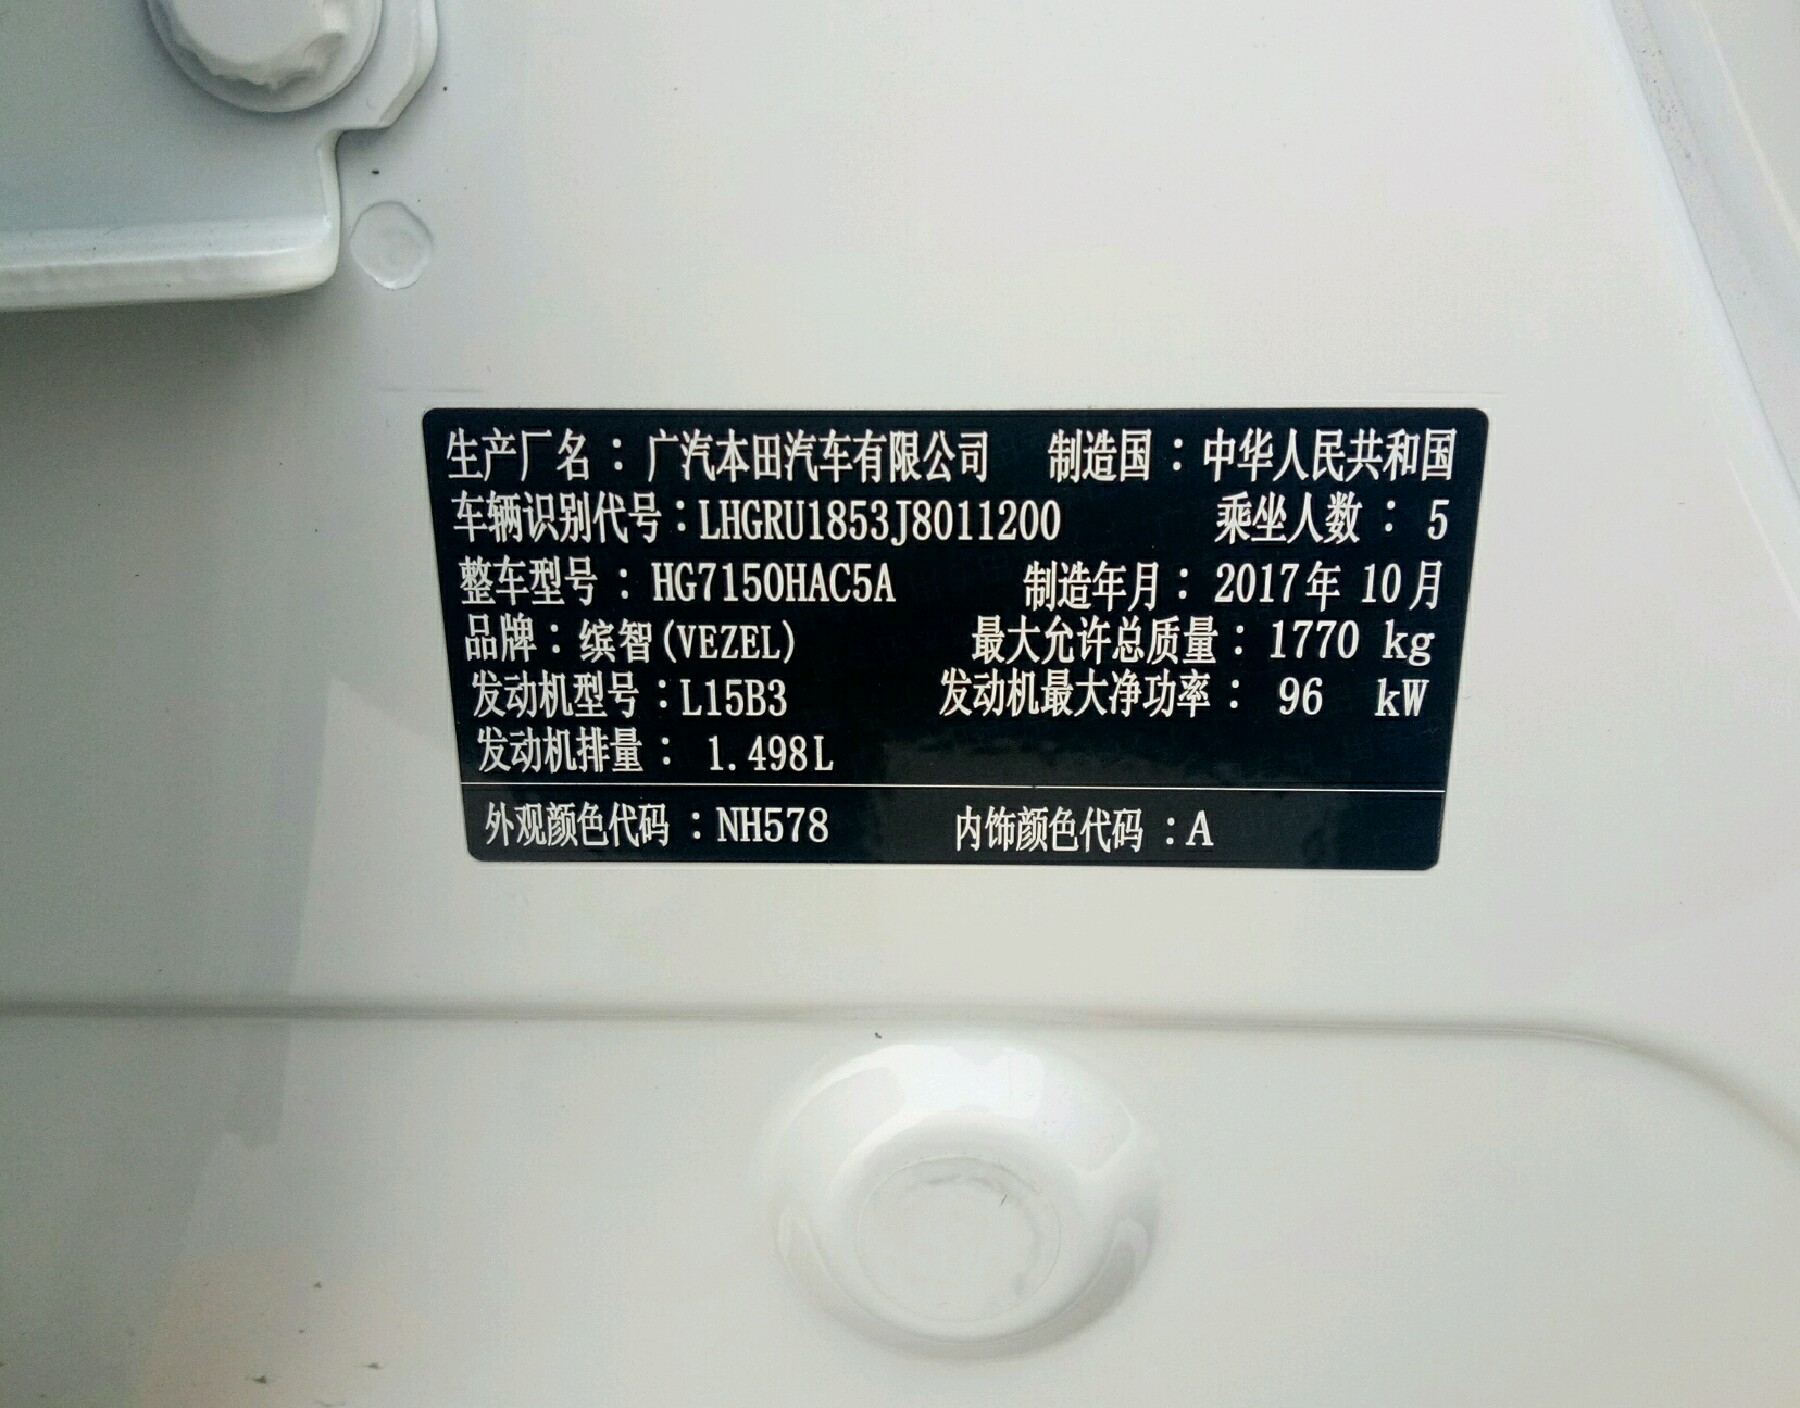 生产厂名：广汽本田汽车有限公司 制造国：中华人民共和国
车辆识别代号：LHGRU1853J8011200 乘坐人数：5
整车型号：HG7150HAC5A 制造年月：2017年10月
品牌：缤智(VEZEL) 最大允许总质量：1770 kg
发动机型号：L15B3 发动机最大净功率：96 kW
发动机排量：1.498L
外观颜色代码：NH578 内饰颜色代码：A